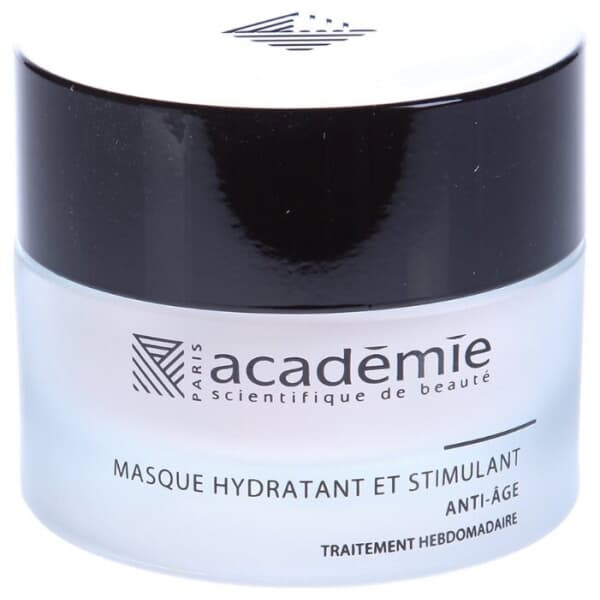 PARIS
académie
scientifique de beauté
MASQUE HYDRATANT ET STIMULANT
ANTI-ÂGE
TRAITEMENT HEBDOMADAIRE